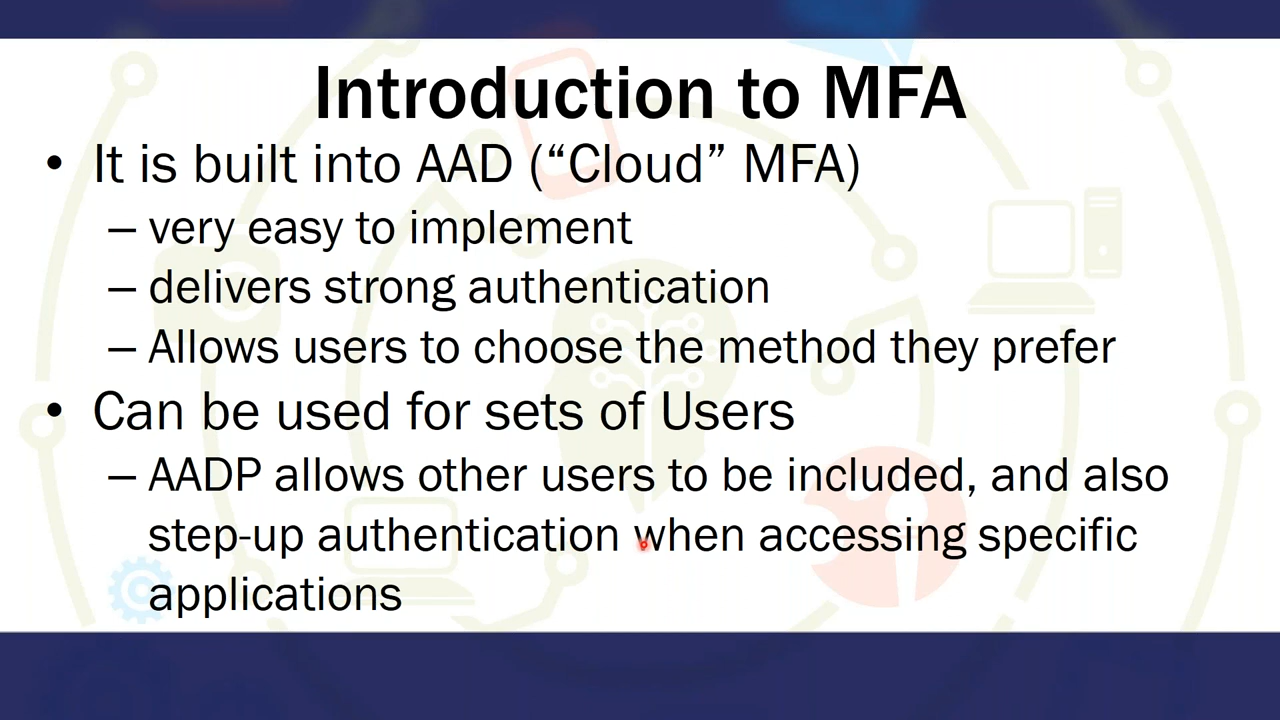 Introduction to MFA
• It is built into AAD (“Cloud” MFA)
– very easy to implement
– delivers strong authentication
– Allows users to choose the method they prefer
• Can be used for sets of Users
– AADP allows other users to be included, and also
step-up authentication when accessing specific
applications